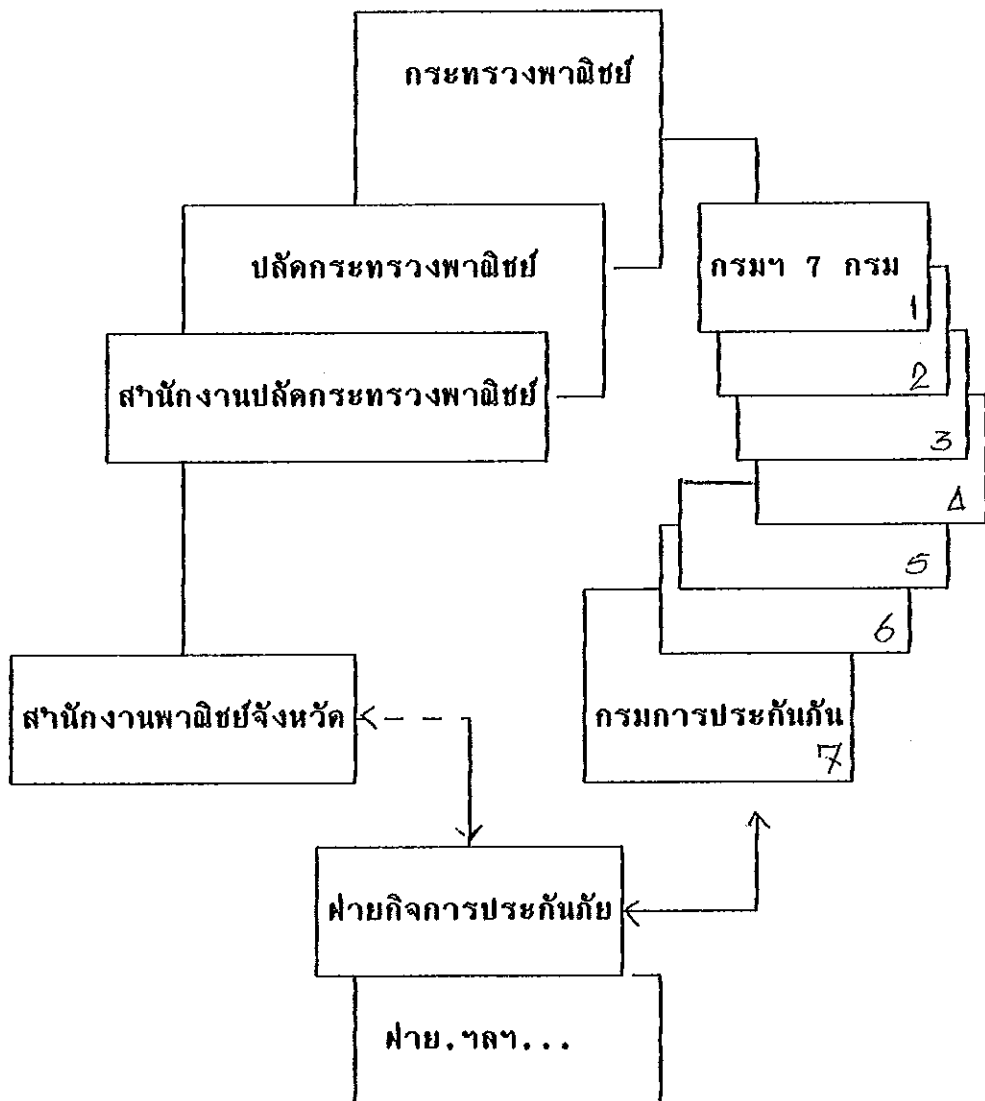 กระทรวงพาณิชย์
ปลัดกระทรวงพาณิชย์
สำนักงานปลัดกระทรวงพาณิชย์
กรมฯ 7 กรม
1
2
3
4
5
6
กรมการประกันกัน
7
สำนักงานพาณิชย์จังหวัด
ฝ่ายกิจการประกันภัย
ฝ่าย.ฯลฯ...